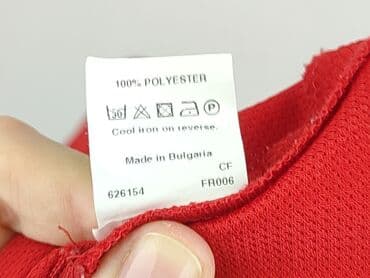 100% POLYESTER
30 P
Cool iron on reverse.
Made in Bulgaria
CF
626154 FR006